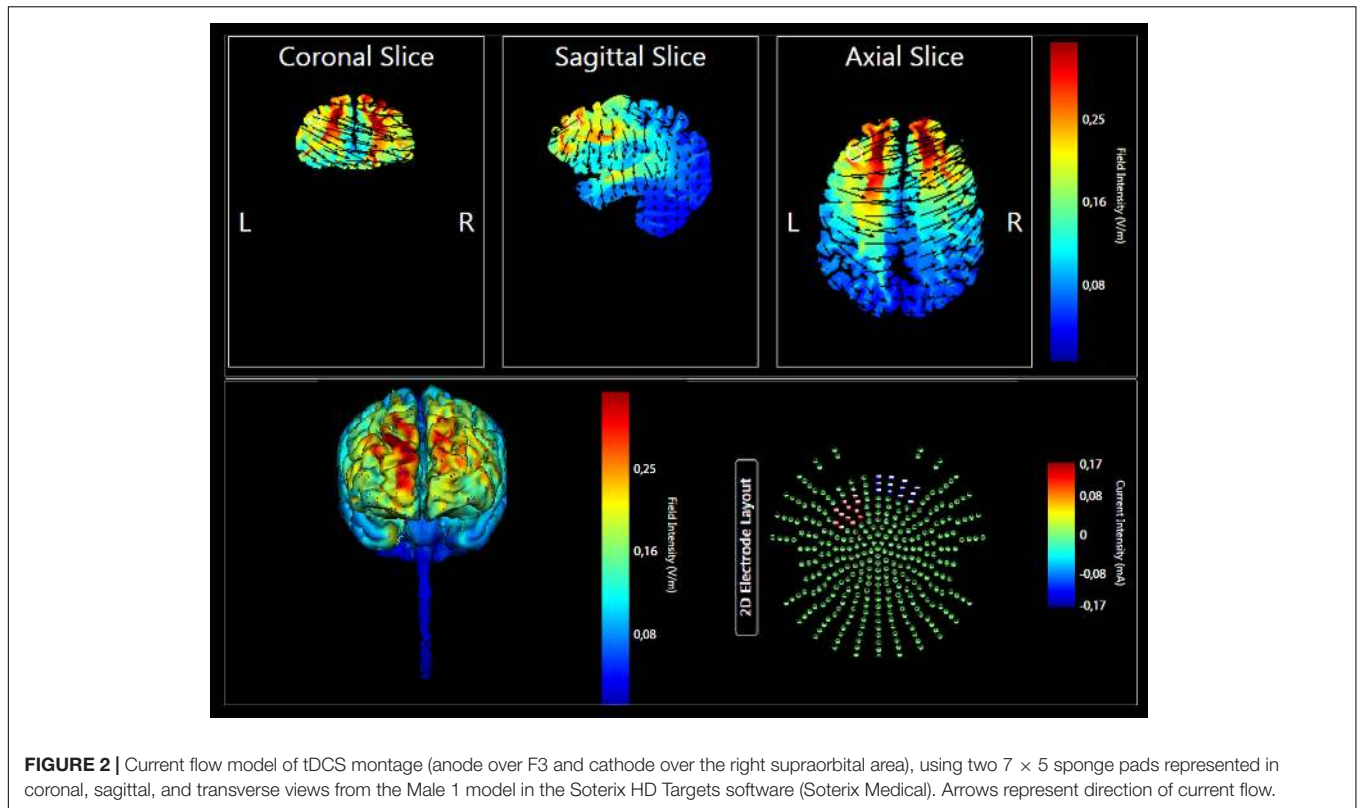 Coronal Slice
Sagittal Slice
Axial Slice
L
R
L
R
0,25
0,16
0,08
Field Intensity (V/m)
0,25
0,16
0,08
Field Intensity (V/m)
2D Electrode Layout
0,17
0,08
0
-0,08
-0,17
Current Intensity (mA)
FIGURE 2 | Current flow model of tDCS montage (anode over F3 and cathode over the right supraorbital area), using two 7 × 5 sponge pads represented in
coronal, sagittal, and transverse views from the Male 1 model in the Soterix HD Targets software (Soterix Medical). Arrows represent direction of current flow.